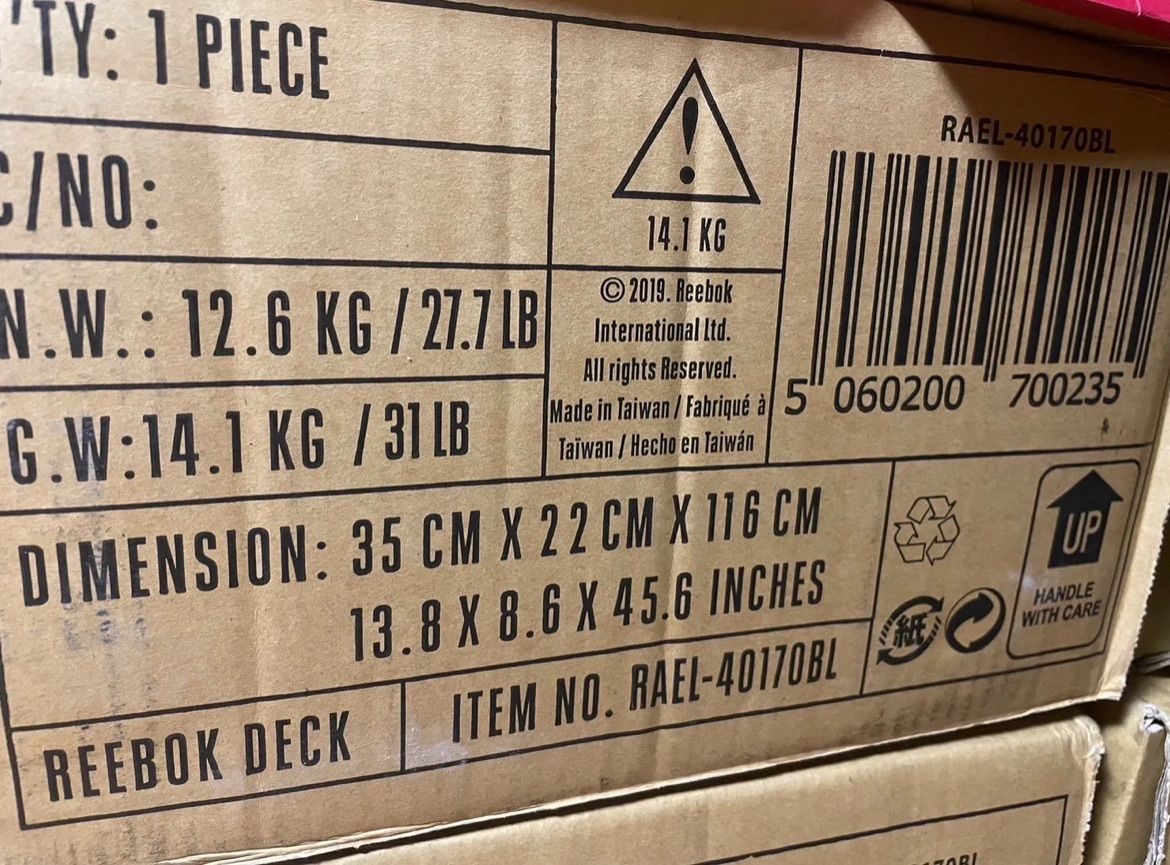 'TY: 1 PIECE
C/NO:
N.W.: 12.6 KG / 27.7 LB
G.W: 14.1 KG / 31 LB
14.1 KG
© 2019. Reebok
International Ltd.
All rights Reserved.
Made in Taiwan / Fabriqué à
Taïwan / Hecho en Taiwán
RAEL-40170BL
5 060200 700235
DIMENSION: 35 CM X 22 CM X 116 CM
13.8 X 8.6 X 45.6 INCHES
UP
HANDLE
WITH CARE
紙
REEBOK DECK
ITEM NO. RAEL-40170BL